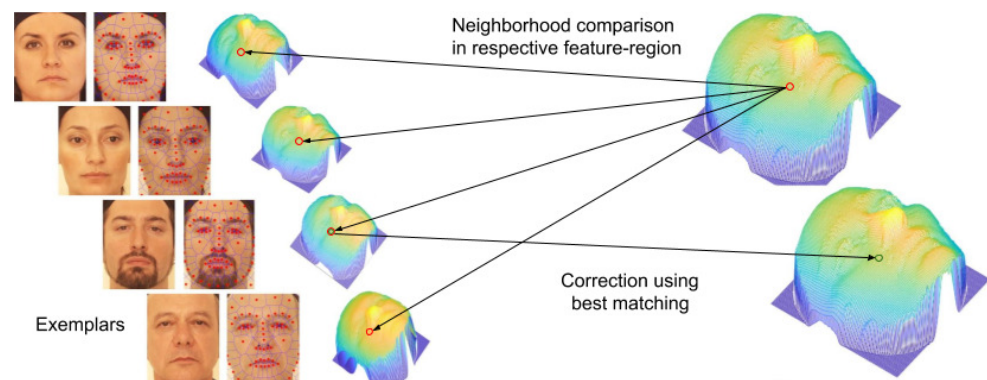 Neighborhood comparison
in respective feature-region
Correction using
best matching
Exemplars